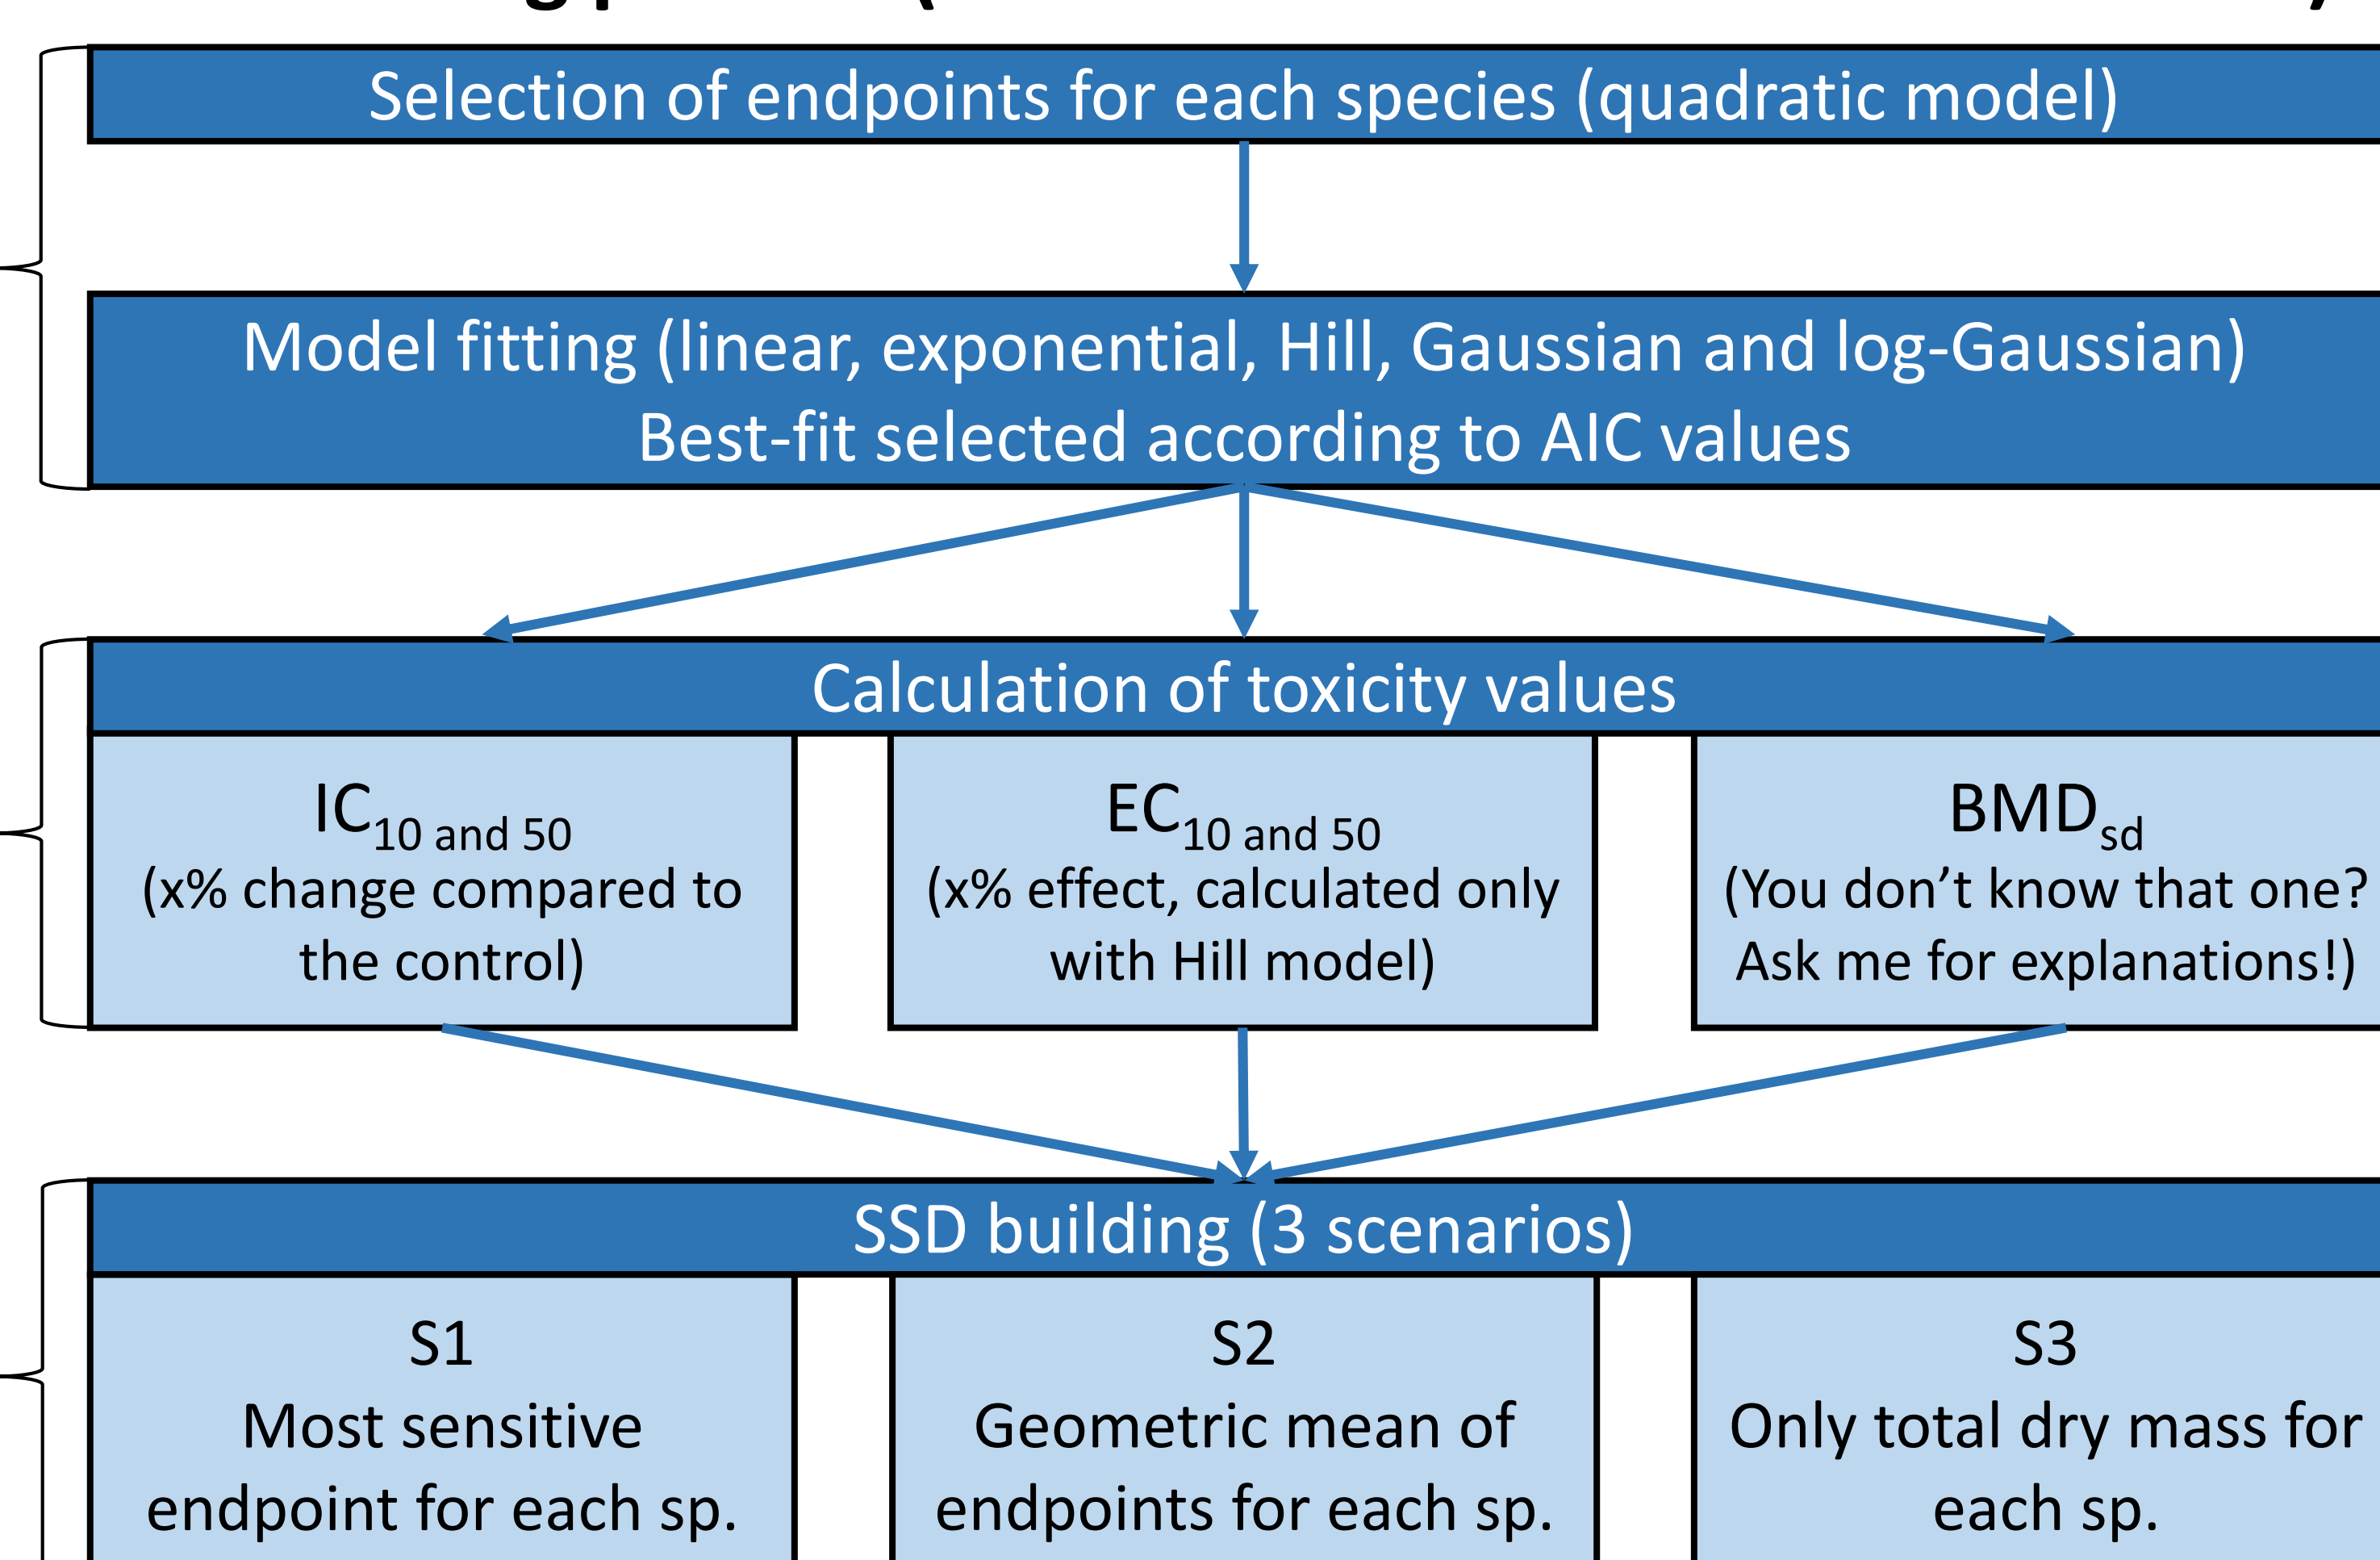 Selection of endpoints for each species (quadratic model)
Model fitting (linear, exponential, Hill, Gaussian and log-Gaussian)
Best-fit selected according to AIC values
Calculation of toxicity values
IC10 and 50
(x% change compared to
the control)
EC10 and 50
(x% effect, calculated only
with Hill model)
BMDsd
(You don’t know that one?
Ask me for explanations!)
SSD building (3 scenarios)
S1
Most sensitive
endpoint for each sp.
S2
Geometric mean of
endpoints for each sp.
S3
Only total dry mass for
each sp.